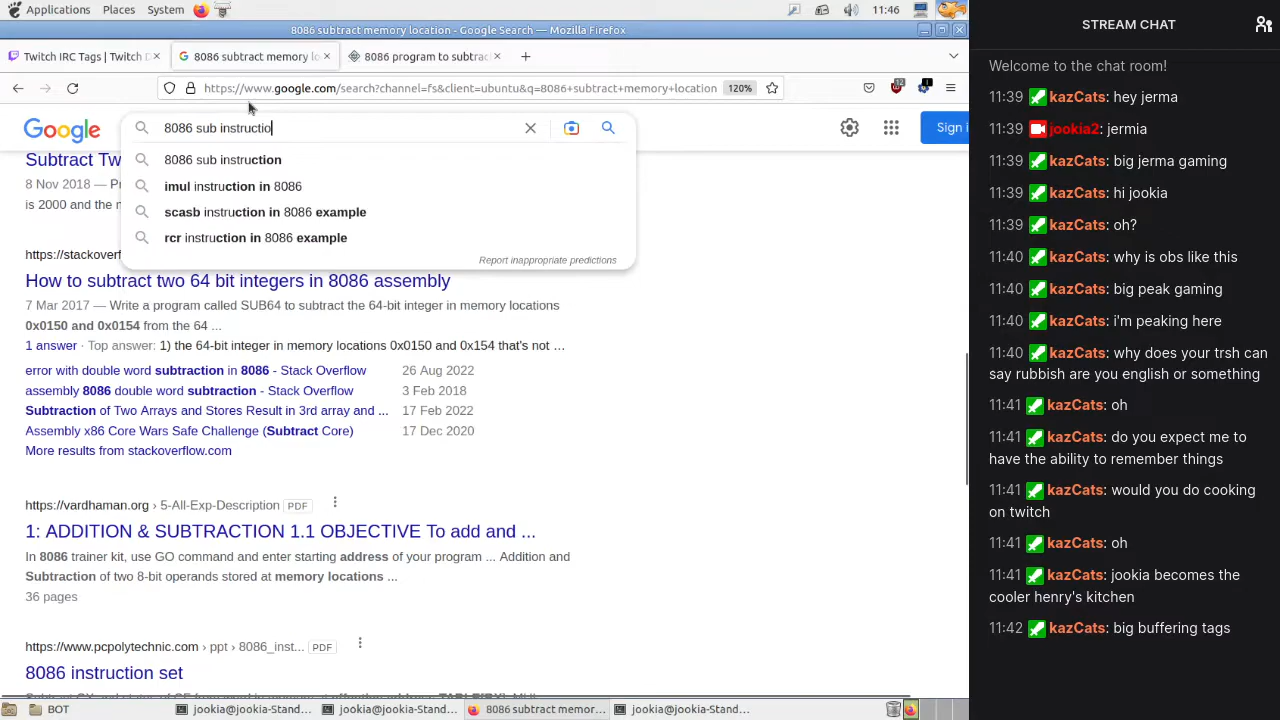 Applications Places System
11:46
8086 subtract memory location - Google Search — Mozilla Firefox
Twitch IRC Tags | Twitch D
8086 subtract memory lo
8086 program to subtrac
https://www.google.com/search?channel=fs&client=ubuntu&q=8086+subtract+memory+location
120%
12
Google
8086 sub instructio
Sign i
8086 sub instruction
imul instruction in 8086
scasb instruction in 8086 example
rcr instruction in 8086 example
Report inappropriate predictions
Subtract Tw
8 Nov 2018 —
is 2000 and the n
https://stackoverf
How to subtract two 64 bit integers in 8086 assembly
7 Mar 2017 — Write a program called SUB64 to subtract the 64-bit integer in memory locations
0x0150 and 0x0154 from the 64 ...
1 answer · Top answer: 1) the 64-bit integer in memory locations 0x0150 and 0x154 that's not …
error with double word subtraction in 8086 - Stack Overflow 26 Aug 2022
assembly 8086 double word subtraction - Stack Overflow 3 Feb 2018
Subtraction of Two Arrays and Stores Result in 3rd array and ... 17 Feb 2022
Assembly x86 Core Wars Safe Challenge (Subtract Core) 17 Dec 2020
More results from stackoverflow.com
https://vardhaman.org › 5-All-Exp-Description PDF
1: ADDITION & SUBTRACTION 1.1 OBJECTIVE To add and ...
In 8086 trainer kit, use GO command and enter starting address of your program ... Addition and
Subtraction of two 8-bit operands stored at memory locations ...
36 pages
https://www.pcpolytechnic.com › ppt › 8086_inst... PDF
8086 instruction set
BOT
jookia@jookia-Stand...
jookia@jookia-Stand...
8086 subtract memor...
jookia@jookia-Stand...
STREAM CHAT
Welcome to the chat room!
11:39 kazCats: hey jerma
11:39 jookia2: jermia
11:39 kazCats: big jerma gaming
11:39 kazCats: hi jookia
11:39 kazCats: oh?
11:40 kazCats: why is obs like this
11:40 kazCats: big peak gaming
11:40 kazCats: i'm peaking here
11:40 kazCats: why does your trsh can
say rubbish are you english or something
11:41 kazCats: oh
11:41 kazCats: do you expect me to
have the ability to remember things
11:41 kazCats: would you do cooking
on twitch
11:41 kazCats: oh
11:41 kazCats: jookia becomes the
cooler henry's kitchen
11:42 kazCats: big buffering tags